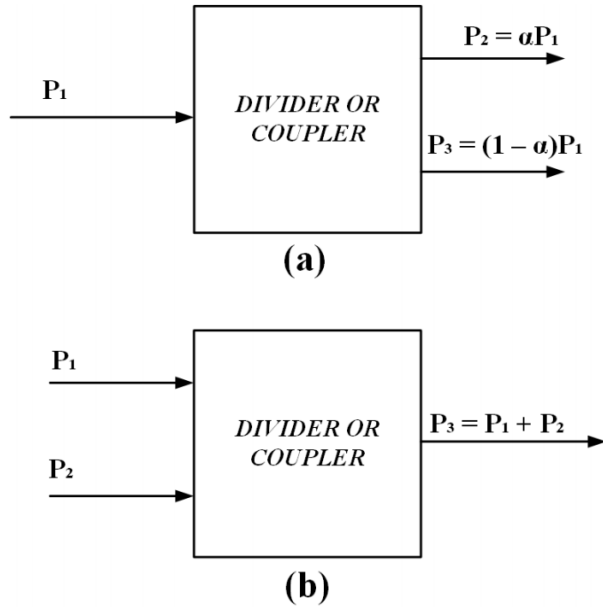 P₂ = αP₁
P₁
DIVIDER OR
COUPLER
P₃ = (1 – α)P₁
(a)
P₁
DIVIDER OR
COUPLER
P₃ = P₁ + P₂
P₂
(b)